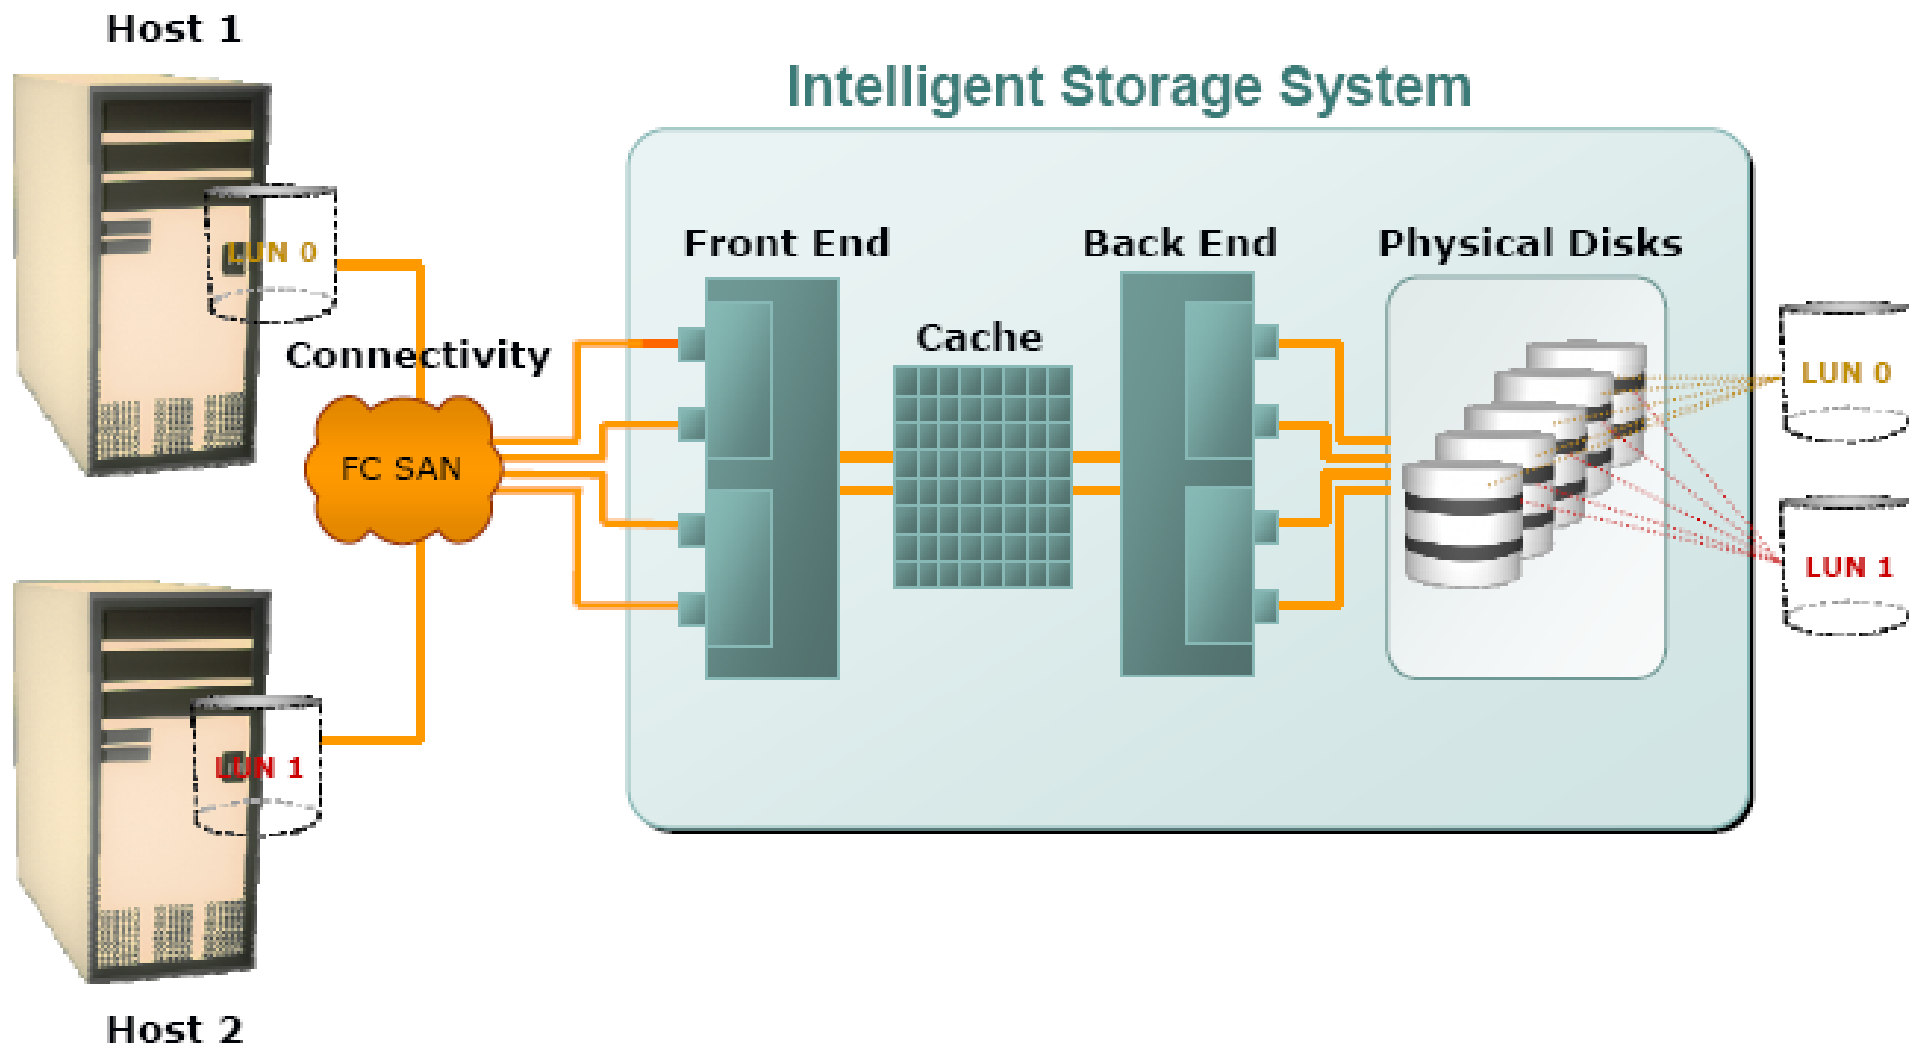 Host 1
Intelligent Storage System
LUN 0
Front End
Back End
Physical Disks
Connectivity
Cache
LUN 0
FC SAN
LUN 1
LUN 1
Host 2